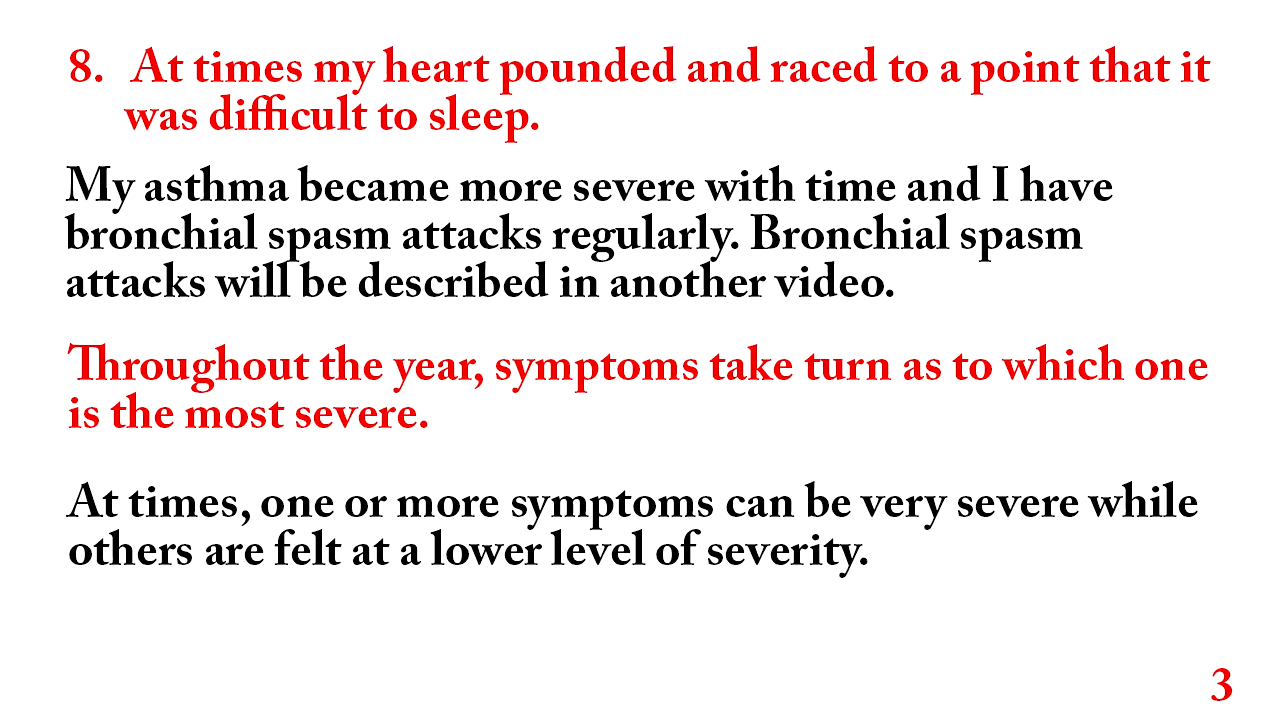 8. At times my heart pounded and raced to a point that it
was difficult to sleep.
My asthma became more severe with time and I have
bronchial spasm attacks regularly. Bronchial spasm
attacks will be described in another video.
Throughout the year, symptoms take turn as to which one
is the most severe.
At times, one or more symptoms can be very severe while
others are felt at a lower level of severity.
3